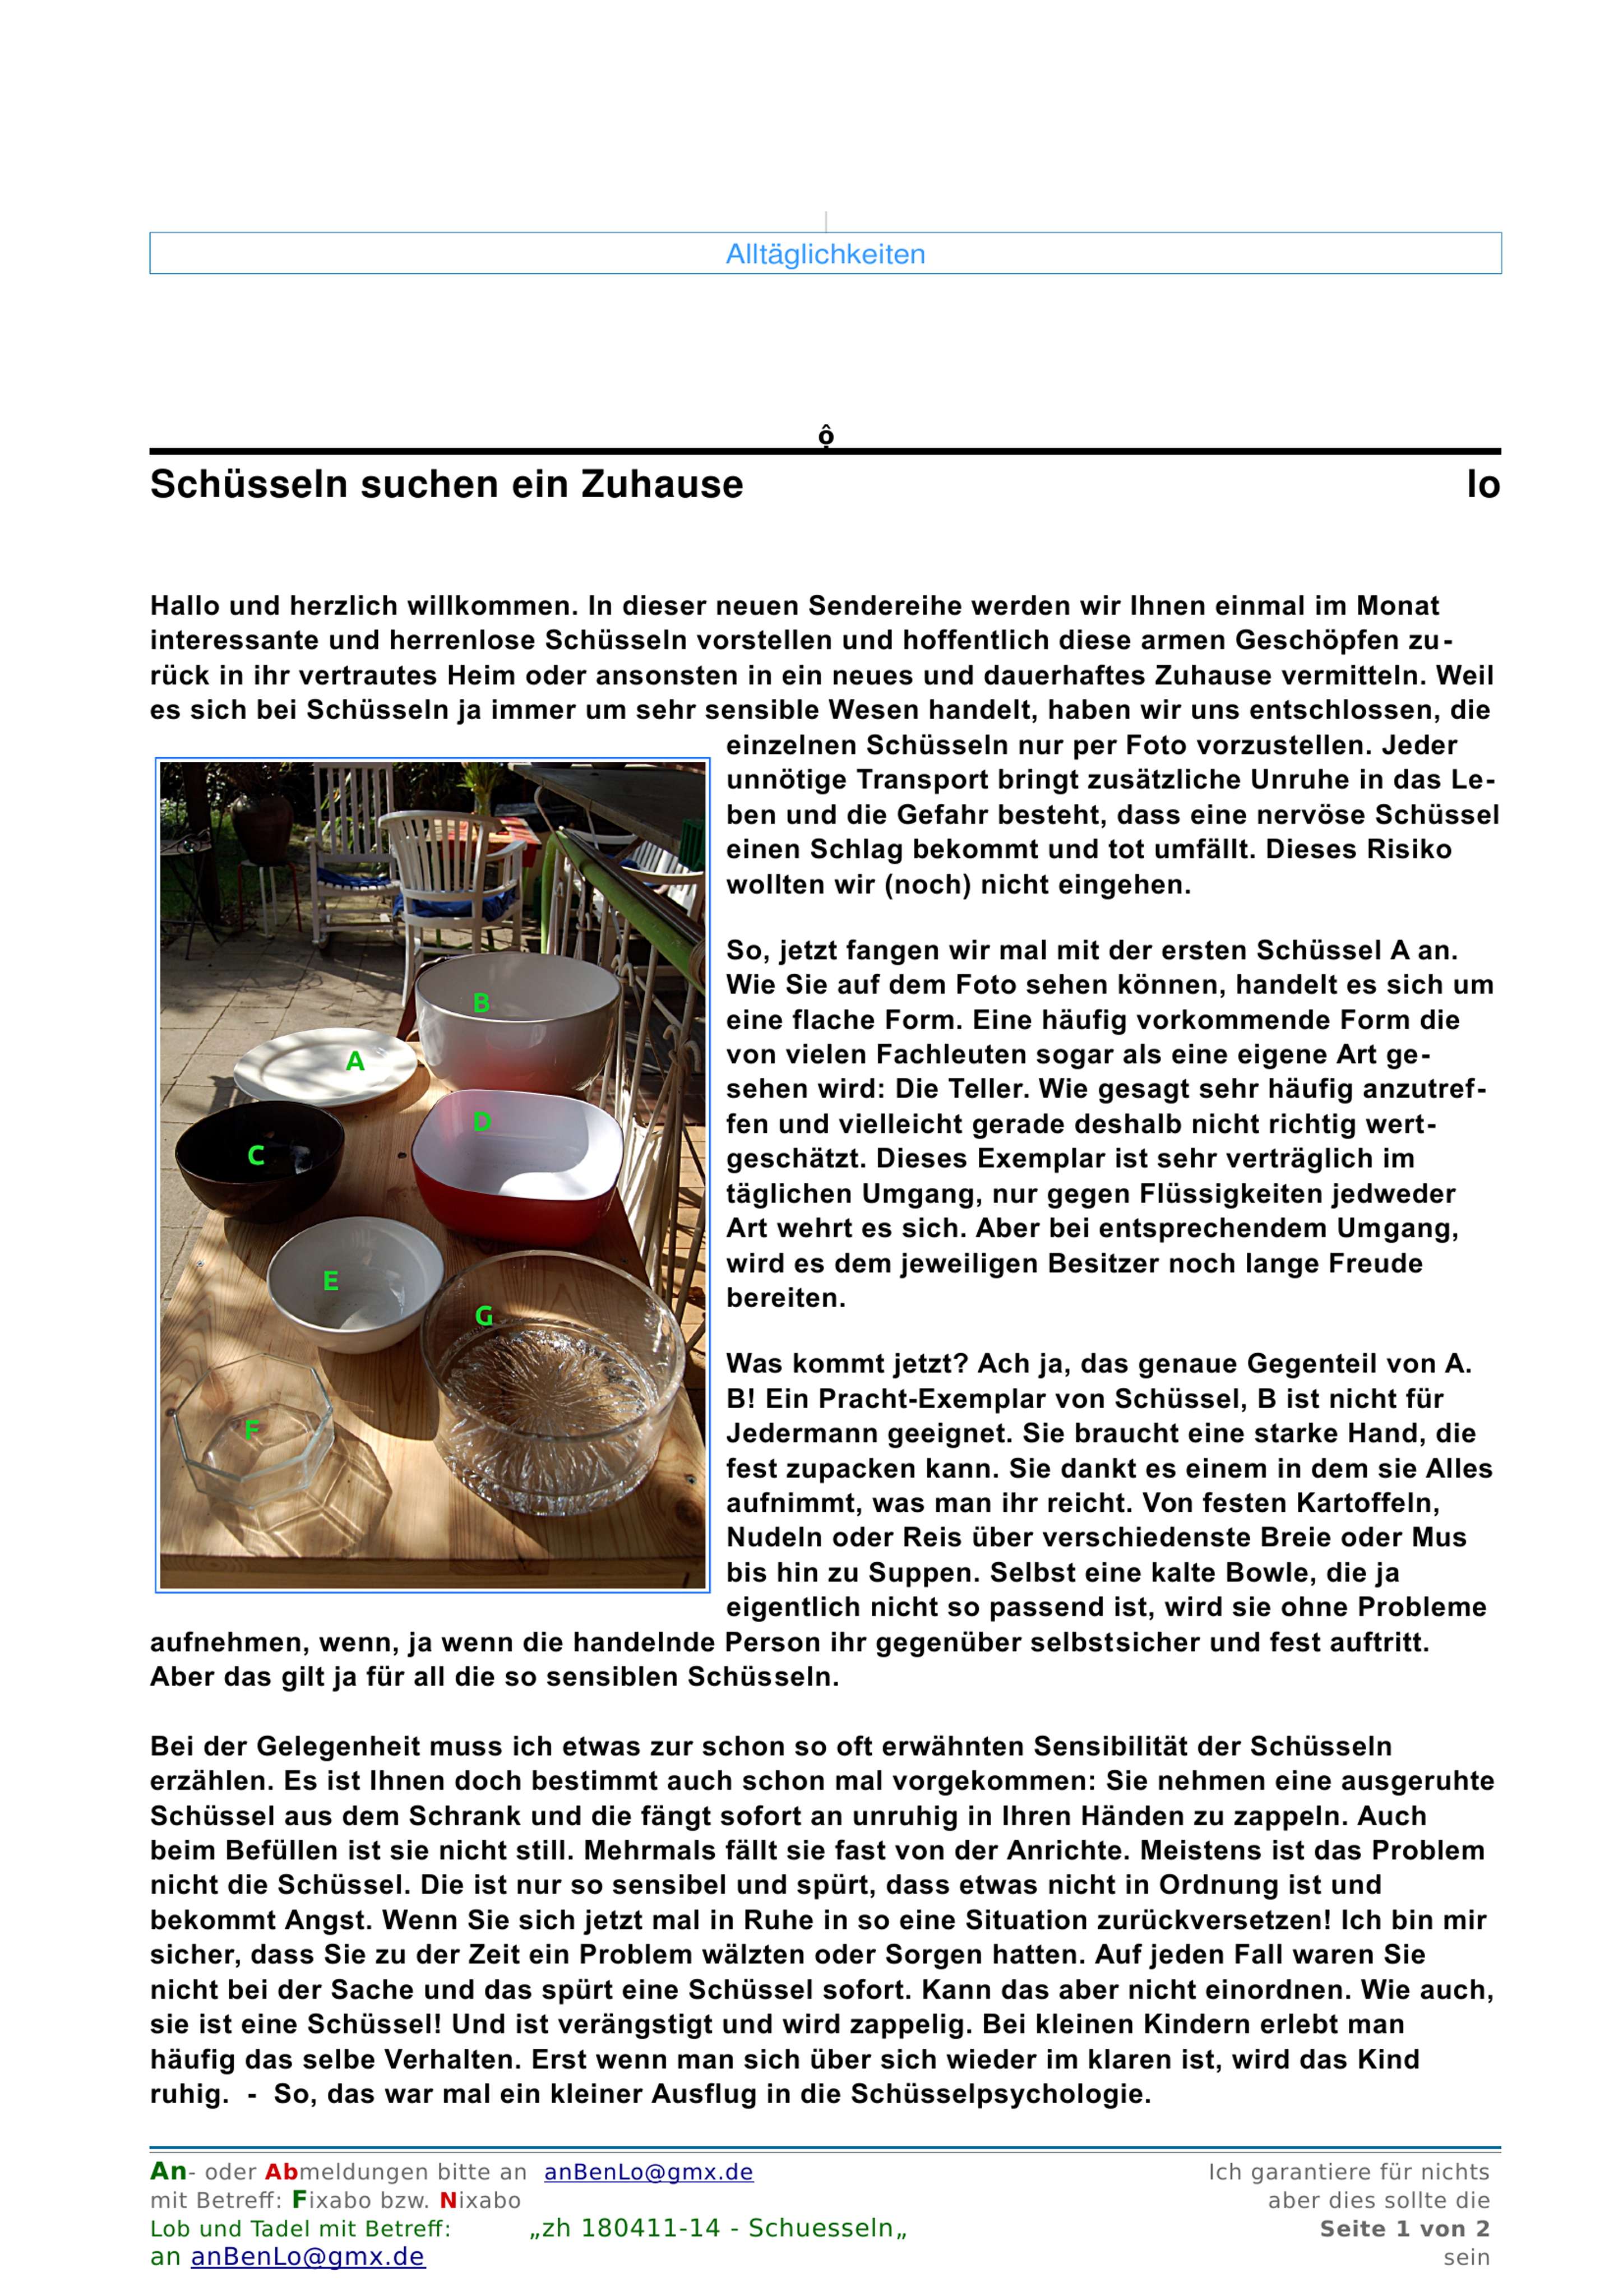 Alltäglichkeiten
ộ
Schüsseln suchen ein Zuhause lo
Hallo und herzlich willkommen. In dieser neuen Sendereihe werden wir Ihnen einmal im Monat
interessante und herrenlose Schüsseln vorstellen und hoffentlich diese armen Geschöpfen zu-
rück in ihr vertrautes Heim oder ansonsten in ein neues und dauerhaftes Zuhause vermitteln. Weil
es sich bei Schüsseln ja immer um sehr sensible Wesen handelt, haben wir uns entschlossen, die
einzelnen Schüsseln nur per Foto vorzustellen. Jeder
unnötige Transport bringt zusätzliche Unruhe in das Le-
ben und die Gefahr besteht, dass eine nervöse Schüssel
einen Schlag bekommt und tot umfällt. Dieses Risiko
wollten wir (noch) nicht eingehen.
So, jetzt fangen wir mal mit der ersten Schüssel A an.
Wie Sie auf dem Foto sehen können, handelt es sich um
eine flache Form. Eine häufig vorkommende Form die
von vielen Fachleuten sogar als eine eigene Art ge-
sehen wird: Die Teller. Wie gesagt sehr häufig anzutref-
fen und vielleicht gerade deshalb nicht richtig wert-
geschätzt. Dieses Exemplar ist sehr verträglich im
täglichen Umgang, nur gegen Flüssigkeiten jedweder
Art wehrt es sich. Aber bei entsprechendem Umgang,
wird es dem jeweiligen Besitzer noch lange Freude
bereiten.
Was kommt jetzt? Ach ja, das genaue Gegenteil von A.
B! Ein Pracht-Exemplar von Schüssel, B ist nicht für
Jedermann geeignet. Sie braucht eine starke Hand, die
fest zupacken kann. Sie dankt es einem in dem sie Alles
aufnimmt, was man ihr reicht. Von festen Kartoffeln,
Nudeln oder Reis über verschiedenste Breie oder Mus
bis hin zu Suppen. Selbst eine kalte Bowle, die ja
eigentlich nicht so passend ist, wird sie ohne Probleme
aufnehmen, wenn, ja wenn die handelnde Person ihr gegenüber selbstsicher und fest auftritt.
Aber das gilt ja für all die so sensiblen Schüsseln.
B
A
D
C
E
G
F
Bei der Gelegenheit muss ich etwas zur schon so oft erwähnten Sensibilität der Schüsseln
erzählen. Es ist Ihnen doch bestimmt auch schon mal vorgekommen: Sie nehmen eine ausgeruhte
Schüssel aus dem Schrank und die fängt sofort an unruhig in Ihren Händen zu zappeln. Auch
beim Befüllen ist sie nicht still. Mehrmals fällt sie fast von der Anrichte. Meistens ist das Problem
nicht die Schüssel. Die ist nur so sensibel und spürt, dass etwas nicht in Ordnung ist und
bekommt Angst. Wenn Sie sich jetzt mal in Ruhe in so eine Situation zurückversetzen! Ich bin mir
sicher, dass Sie zu der Zeit ein Problem wälzten oder Sorgen hatten. Auf jeden Fall waren Sie
nicht bei der Sache und das spürt eine Schüssel sofort. Kann das aber nicht einordnen. Wie auch,
sie ist eine Schüssel! Und ist verängstigt und wird zappelig. Bei kleinen Kindern erlebt man
häufig das selbe Verhalten. Erst wenn man sich über sich wieder im klaren ist, wird das Kind
ruhig. - So, das war mal ein kleiner Ausflug in die Schüsselpsychologie.
An- oder Abmeldungen bitte an anBenLo@gmx.de
mit Betreff: Fixabo bzw. Nixabo
Lob und Tadel mit Betreff: „zh 180411-14 - Schuesseln„
an anBenLo@gmx.de
Ich garantiere für nichts
aber dies sollte die
Seite 1 von 2
sein